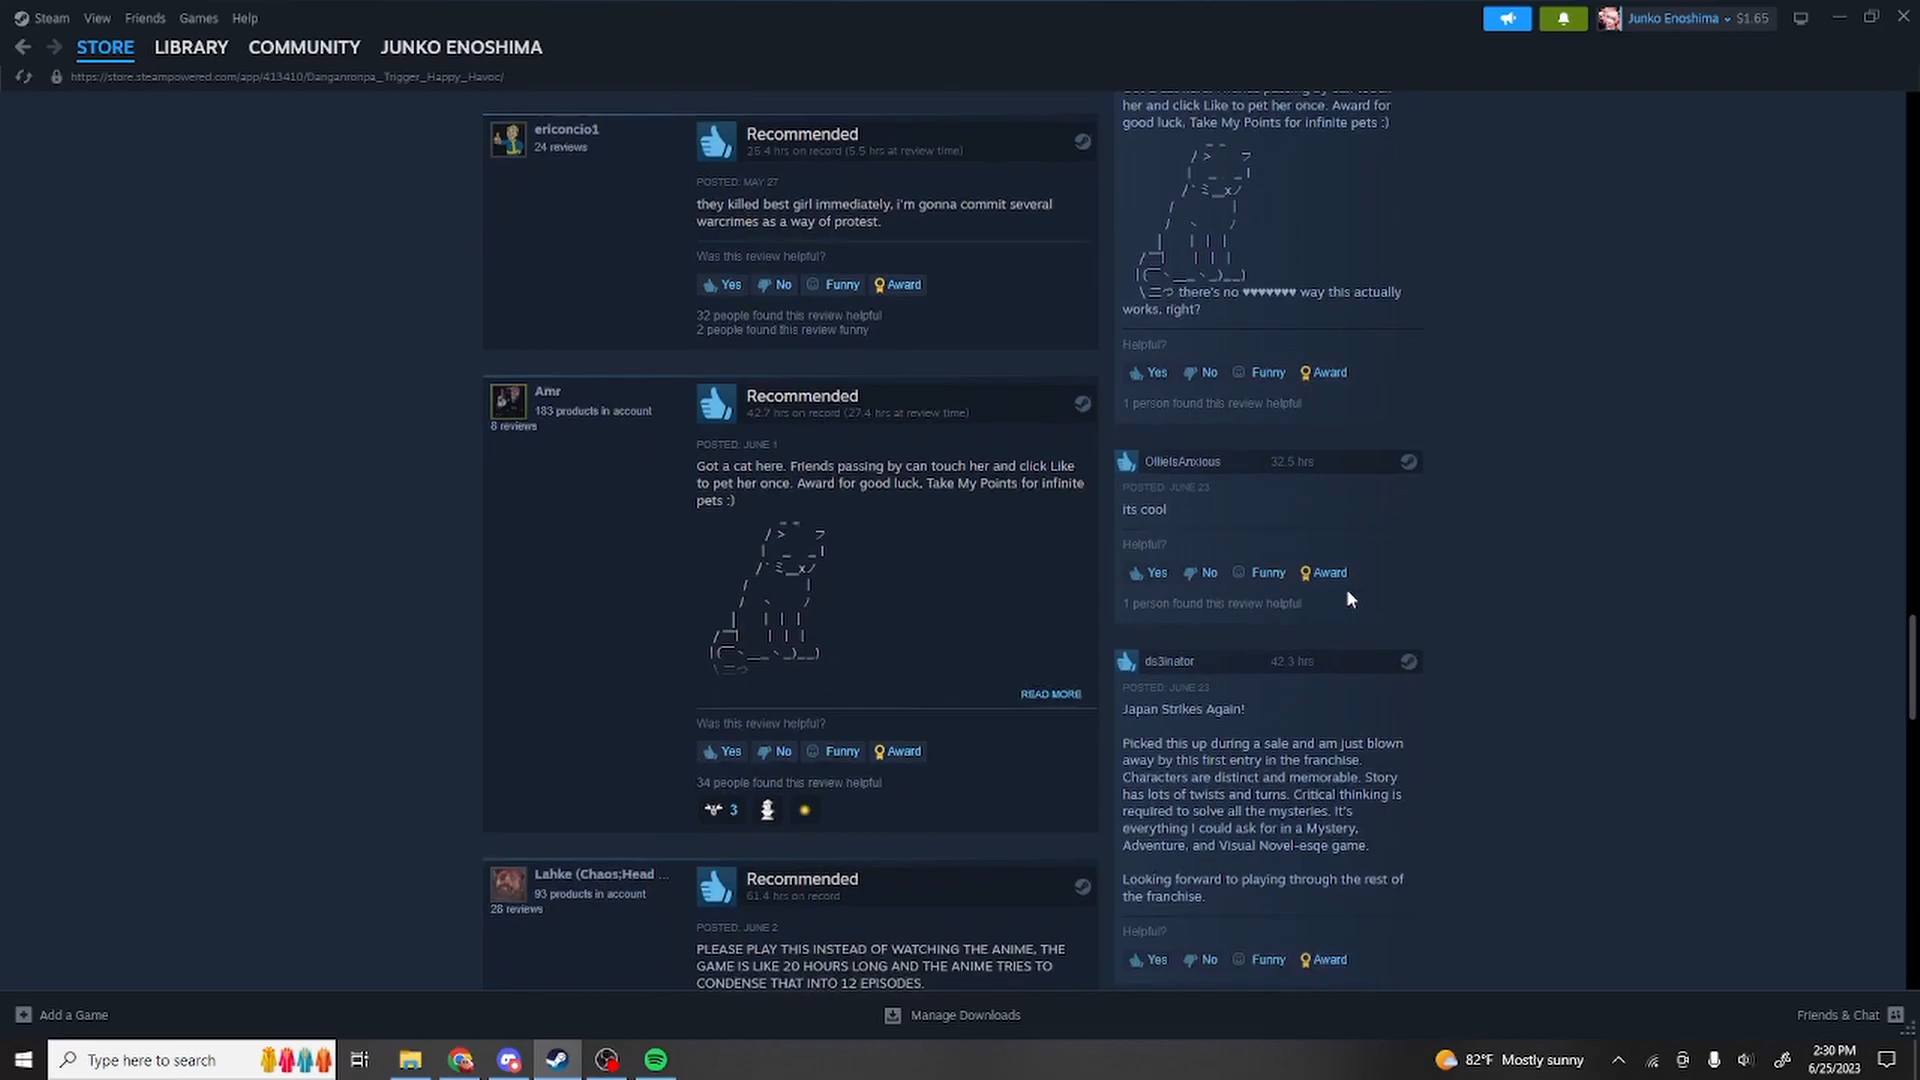 Steam View Friends Games Help
Junko Enoshima $1.65
STORE LIBRARY COMMUNITY JUNKO ENOSHIMA
https://store.steampowered.com/app/413410/Danganronpa_Trigger_Happy_Havoc/
ericoncio1
24 reviews
Recommended
25.4 hrs on record (5.5 hrs at review time)
POSTED: MAY 27
they killed best girl immediately, i'm gonna commit several
warcrimes as a way of protest.
Was this review helpful?
Yes No Funny Award
32 people found this review helpful
2 people found this review funny
Amr
183 products in account
8 reviews
Recommended
42.7 hrs on record (27.4 hrs at review time)
POSTED: JUNE 1
Got a cat here. Friends passing by can touch her and click Like
to pet her once. Award for good luck, Take My Points for infinite
pets :)
READ MORE
Was this review helpful?
Yes No Funny Award
34 people found this review helpful
3
Lahke (Chaos;Head ...
93 products in account
28 reviews
Recommended
61.4 hrs on record
POSTED: JUNE 2
PLEASE PLAY THIS INSTEAD OF WATCHING THE ANIME, THE
GAME IS LIKE 20 HOURS LONG AND THE ANIME TRIES TO
CONDENSE THAT INTO 12 EPISODES.
her and click Like to pet her once. Award for
good luck, Take My Points for infinite pets :)
there's no ♥♥♥♥♥♥♥ way this actually
works, right?
Helpful?
Yes No Funny Award
1 person found this review helpful
OllieIsAnxious 32.5 hrs
POSTED: JUNE 23
its cool
Helpful?
Yes No Funny Award
1 person found this review helpful
ds3inator 42.3 hrs
POSTED: JUNE 23
Japan Strikes Again!
Picked this up during a sale and am just blown
away by this first entry in the franchise.
Characters are distinct and memorable. Story
has lots of twists and turns. Critical thinking is
required to solve all the mysteries. It's
everything I could ask for in a Mystery,
Adventure, and Visual Novel-esqe game.
Looking forward to playing through the rest of
the franchise.
Helpful?
Yes No Funny Award
Add a Game
Manage Downloads
Friends & Chat
Type here to search
82°F Mostly sunny
2:30 PM
6/25/2023